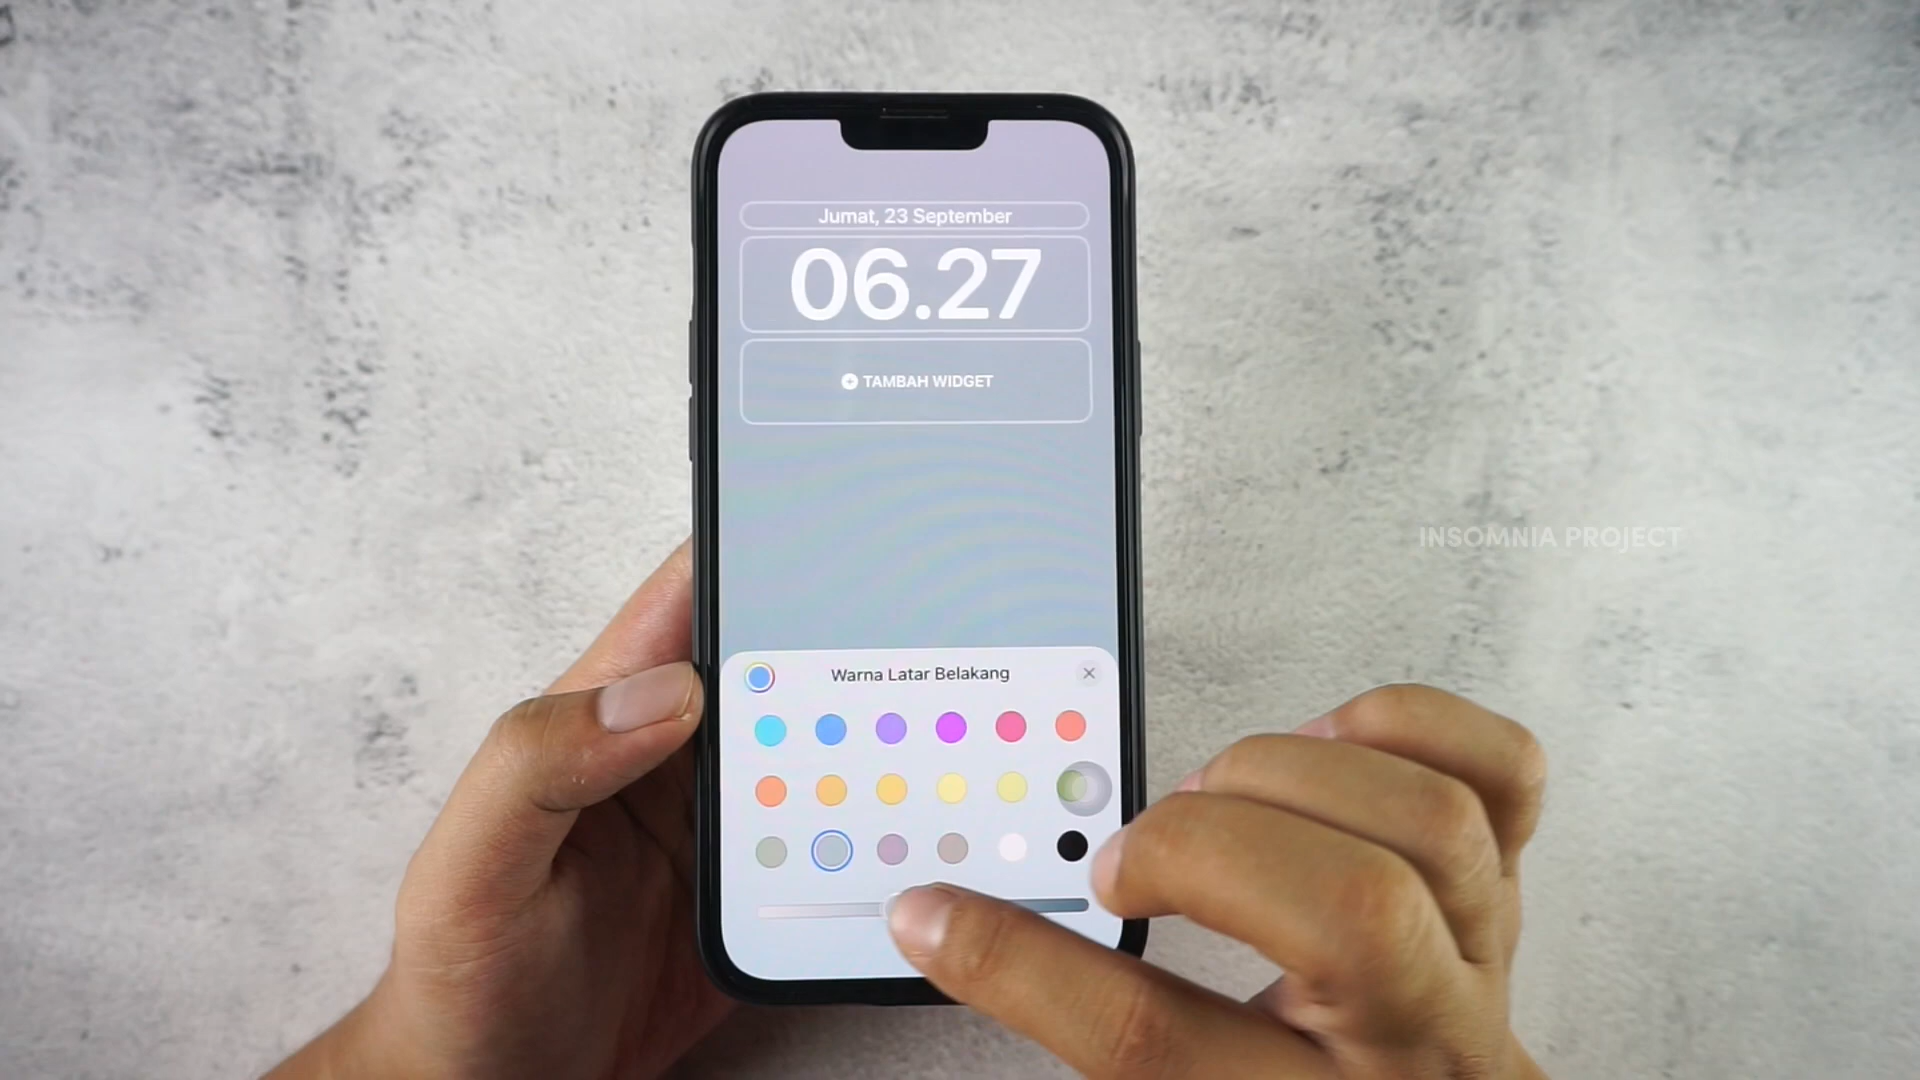 Jumat, 23 September
06.27
TAMBAH WIDGET
INSOMNIA PROJECT
Warna Latar Belakang